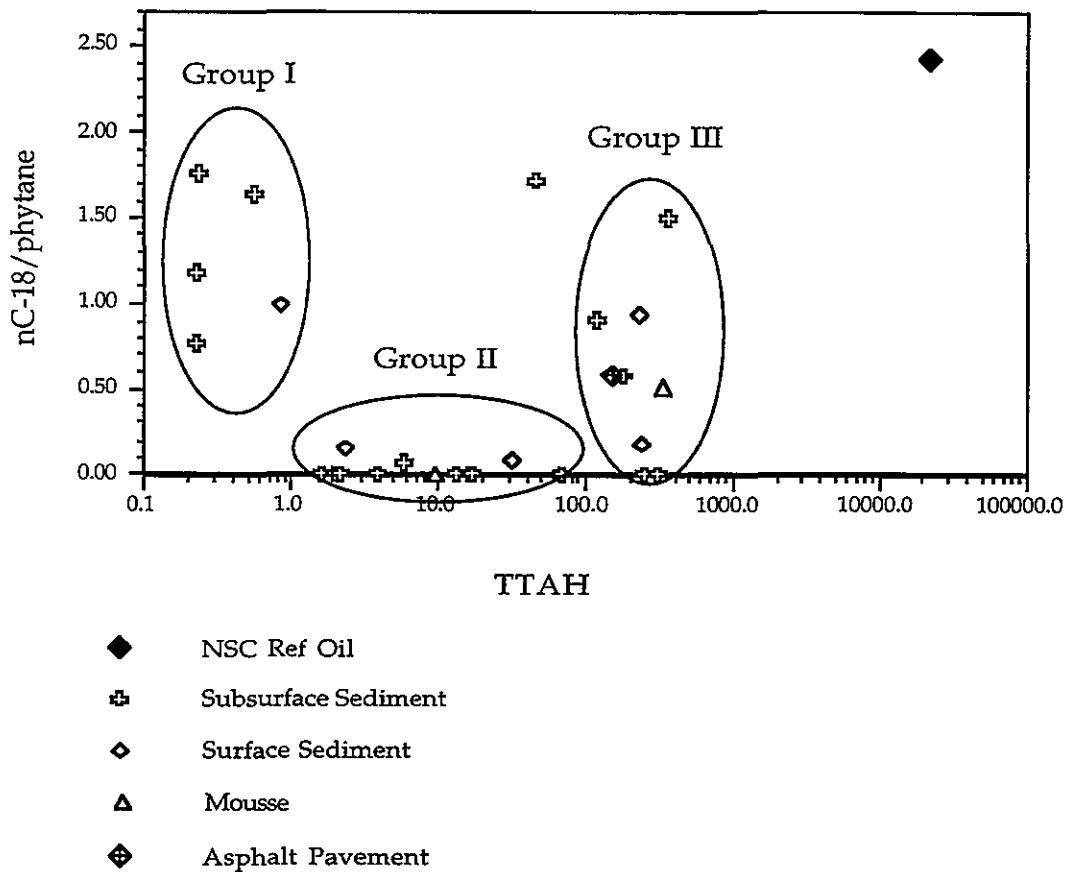 2.50
Group I
2.00
Group III
nC-18/phytane
1.50
1.00
Group II
0.50
0.00
0.1 1.0 10.0 100.0 1000.0 10000.0 100000.0
TTAH
NSC Ref Oil
Subsurface Sediment
Surface Sediment
Mousse
Asphalt Pavement